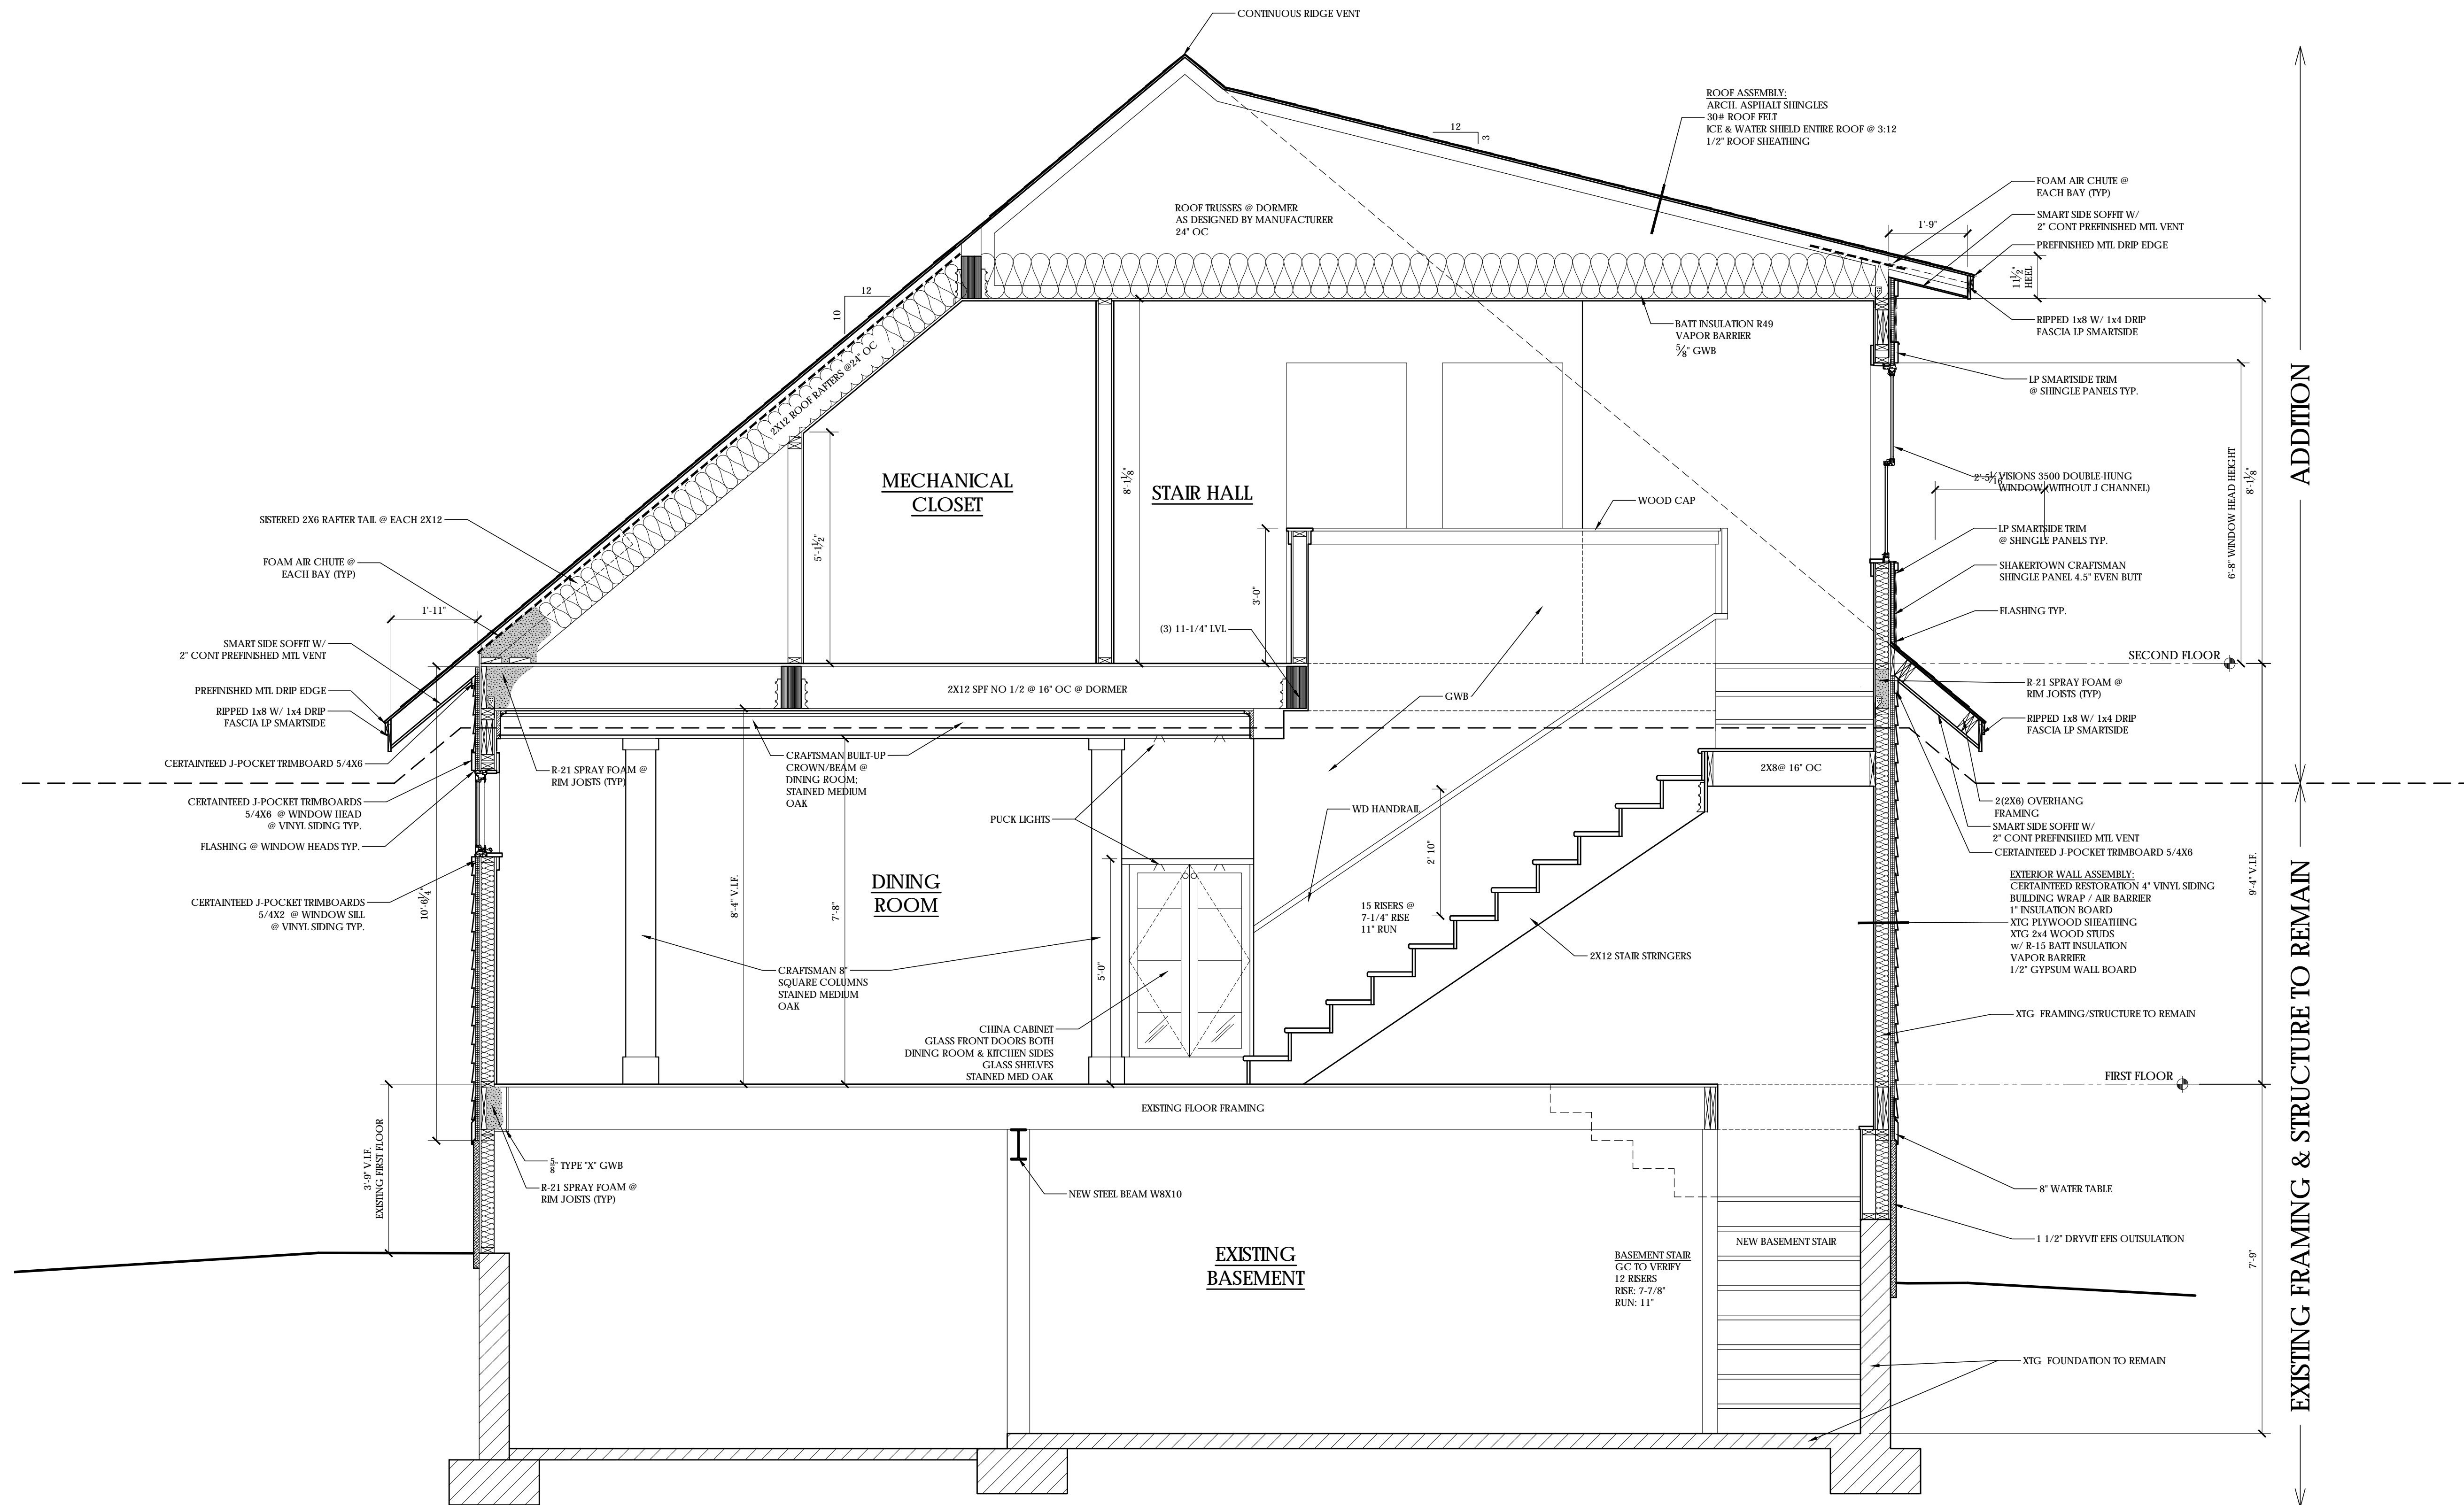 CONTINUOUS RIDGE VENT
ROOF ASSEMBLY:
ARCH. ASPHALT SHINGLES
30# ROOF FELT
ICE & WATER SHIELD ENTIRE ROOF @ 3:12
1/2" ROOF SHEATHING
12
3
ROOF TRUSSES @ DORMER
AS DESIGNED BY MANUFACTURER
24" OC
FOAM AIR CHUTE @
EACH BAY (TYP)
SMART SIDE SOFFIT W/
2" CONT PREFINISHED MTL VENT
PREFINISHED MTL DRIP EDGE
1'-9"
11½"
HEEL
RIPPED 1x8 W/ 1x4 DRIP
FASCIA LP SMARTSIDE
12
10
2X12 ROOF RAFTERS @24" OC
BATT INSULATION R49
VAPOR BARRIER
⅝" GWB
LP SMARTSIDE TRIM
@ SHINGLE PANELS TYP.
ADDITION
6'-8" WINDOW HEAD HEIGHT
8'-1⅛"
MECHANICAL
CLOSET
8'-1⅛"
STAIR HALL
WOOD CAP
VISIONS 3500 DOUBLE-HUNG
WINDOW (WITHOUT J CHANNEL)
LP SMARTSIDE TRIM
@ SHINGLE PANELS TYP.
SHAKERTOWN CRAFTSMAN
SHINGLE PANEL 4.5" EVEN BUTT
FLASHING TYP.
SISTERED 2X6 RAFTER TAIL @ EACH 2X12
FOAM AIR CHUTE @
EACH BAY (TYP)
5'-1½"
3'-0"
1'-11"
SMART SIDE SOFFIT W/
2" CONT PREFINISHED MTL VENT
PREFINISHED MTL DRIP EDGE
RIPPED 1x8 W/ 1x4 DRIP
FASCIA LP SMARTSIDE
CERTAINTEED J-POCKET TRIMBOARD 5/4X6
(3) 11-1/4" LVL
SECOND FLOOR
2X12 SPF NO 1/2 @ 16" OC @ DORMER
GWB
R-21 SPRAY FOAM @
RIM JOISTS (TYP)
RIPPED 1x8 W/ 1x4 DRIP
FASCIA LP SMARTSIDE
R-21 SPRAY FOAM @
RIM JOISTS (TYP)
CRAFTSMAN BUILT-UP
CROWN/BEAM @
DINING ROOM;
STAINED MEDIUM
OAK
2X8@ 16" OC
CERTAINTEED J-POCKET TRIMBOARDS
5/4X6 @ WINDOW HEAD
@ VINYL SIDING TYP.
FLASHING @ WINDOW HEADS TYP.
PUCK LIGHTS
WD HANDRAIL
2' 10"
2(2X6) OVERHANG
FRAMING
SMART SIDE SOFFIT W/
2" CONT PREFINISHED MTL VENT
CERTAINTEED J-POCKET TRIMBOARD 5/4X6
CERTAINTEED J-POCKET TRIMBOARDS
5/4X2 @ WINDOW SILL
@ VINYL SIDING TYP.
10'-6¼"
8'-4" V.I.F.
7'-8"
DINING
ROOM
5'-0"
15 RISERS @
7-1/4" RISE
11" RUN
EXTERIOR WALL ASSEMBLY:
CERTAINTEED RESTORATION 4" VINYL SIDING
BUILDING WRAP / AIR BARRIER
1" INSULATION BOARD
XTG PLYWOOD SHEATHING
XTG 2x4 WOOD STUDS
w/ R-15 BATT INSULATION
VAPOR BARRIER
1/2" GYPSUM WALL BOARD
9'-4" V.I.F.
2X12 STAIR STRINGERS
CRAFTSMAN 8"
SQUARE COLUMNS
STAINED MEDIUM
OAK
CHINA CABINET
GLASS FRONT DOORS BOTH
DINING ROOM & KITCHEN SIDES
GLASS SHELVES
STAINED MED OAK
XTG FRAMING/STRUCTURE TO REMAIN
FIRST FLOOR
EXISTING FRAMING & STRUCTURE TO REMAIN
EXISTING FLOOR FRAMING
3'-9" V.I.F.
EXISTING FIRST FLOOR
⅝" TYPE "X" GWB
R-21 SPRAY FOAM @
RIM JOISTS (TYP)
NEW STEEL BEAM W8X10
8" WATER TABLE
1 1/2" DRYVIT EFIS OUTSULATION
EXISTING
BASEMENT
BASEMENT STAIR
GC TO VERIFY
12 RISERS
RISE: 7-7/8"
RUN: 11"
NEW BASEMENT STAIR
7'-9"
XTG FOUNDATION TO REMAIN